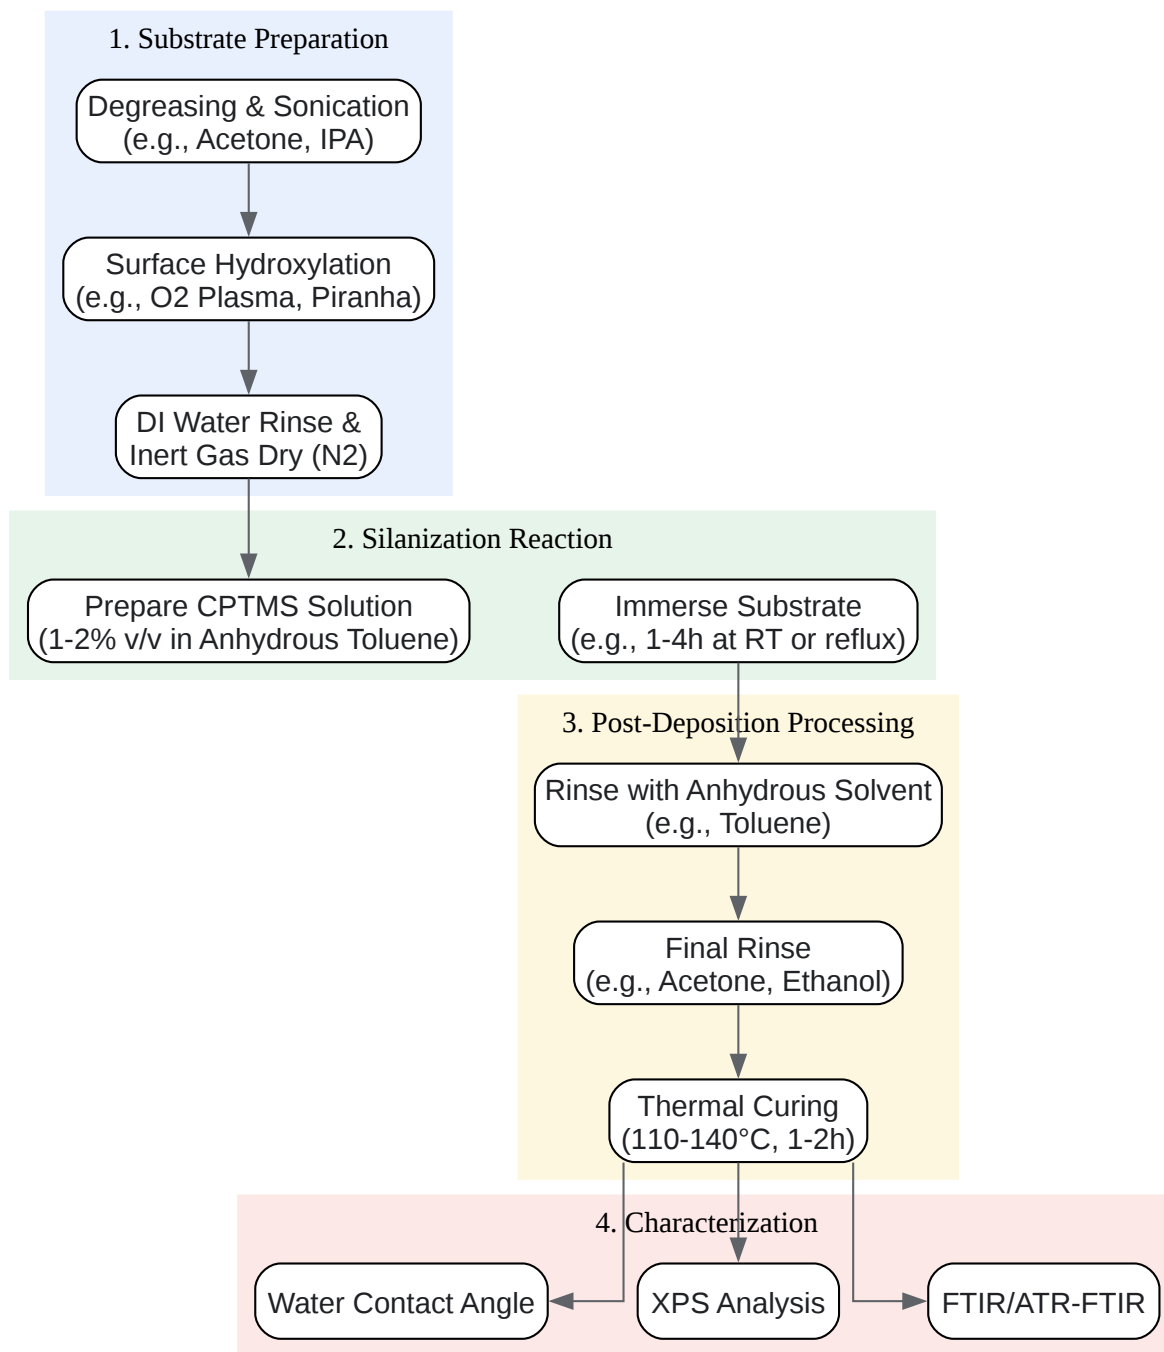 1. Substrate Preparation
Degreasing & Sonication
(e.g., Acetone, IPA)
Surface Hydroxylation
(e.g., O2 Plasma, Piranha)
DI Water Rinse &
Inert Gas Dry (N2)
2. Silanization Reaction
Prepare CPTMS Solution
(1-2% v/v in Anhydrous Toluene)
Immerse Substrate
(e.g., 1-4h at RT or reflux)
3. Post-Deposition Processing
Rinse with Anhydrous Solvent
(e.g., Toluene)
Final Rinse
(e.g., Acetone, Ethanol)
Thermal Curing
(110-140°C, 1-2h)
4. Characterization
Water Contact Angle
XPS Analysis
FTIR/ATR-FTIR